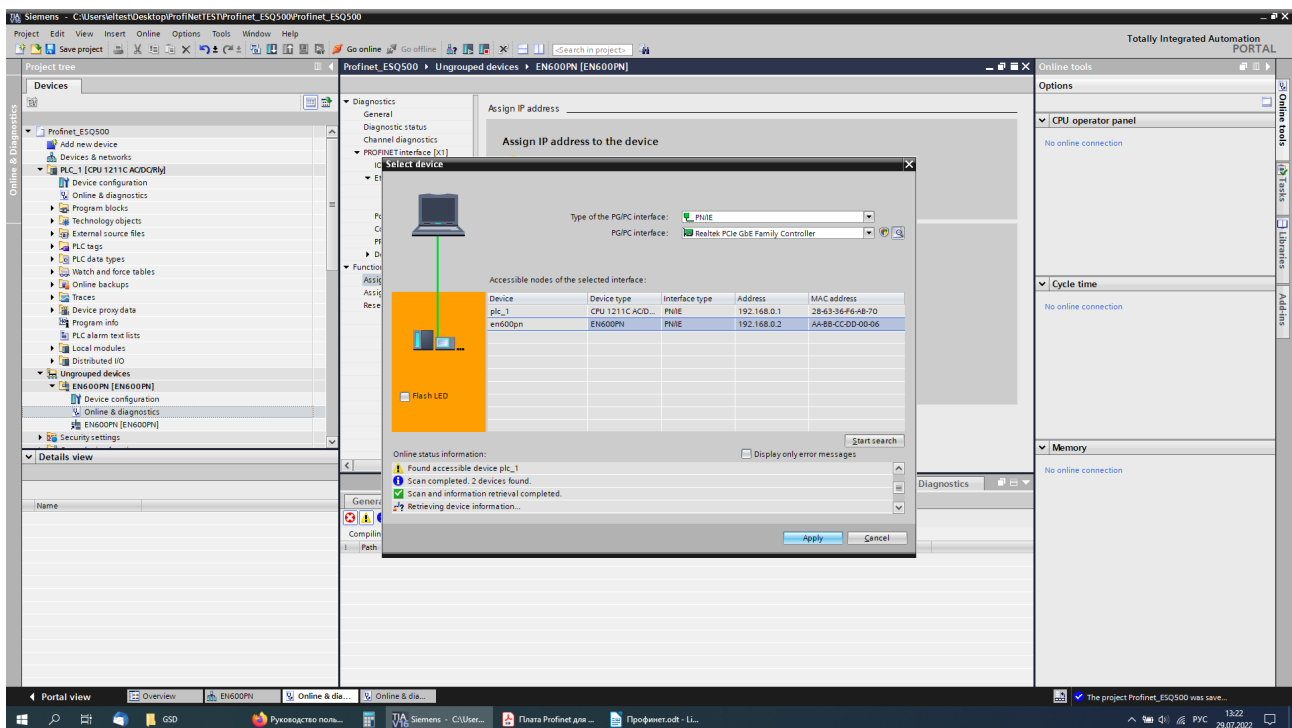 Siemens - C:\Users\eltest\Desktop\ProfiNetTEST\Profinet_ESQ500\Profinet_ESQ500
Project Edit View Insert Online Options Tools Window Help
Totally Integrated Automation
PORTAL
Save project
Go online
Go offline
<Search in project>
Project tree
Profinet_ESQ500 ▸ Ungrouped devices ▸ EN600PN [EN600PN]
Online tools
Devices
Options
Online & Diagnostics
Online tools
Tasks
Libraries
Add-ins
Profinet_ESQ500
Add new device
Devices & networks
PLC_1 [CPU 1211C AC/DC/Rly]
Device configuration
Online & diagnostics
Program blocks
Technology objects
External source files
PLC tags
PLC data types
Watch and force tables
Online backups
Traces
Device proxy data
Program info
PLC alarm text lists
Local modules
Distributed I/O
Ungrouped devices
EN600PN [EN600PN]
Device configuration
Online & diagnostics
EN600PN [EN600PN]
Security settings
Details view
Name
Diagnostics
General
Diagnostic status
Channel diagnostics
PROFINET interface [X1]
Functio
Assig
Assig
Rese
Assign IP address
Assign IP address to the device
Select device
Type of the PG/PC interface: PN/IE
PG/PC interface: Realtek PCIe GbE Family Controller
Accessible nodes of the selected interface:
Device Device type Interface type Address MAC address
plc_1 CPU 1211C AC/D... PN/IE 192.168.0.1 28-63-36-F6-AB-70
en600pn EN600PN PN/IE 192.168.0.2 AA-BB-CC-DD-00-06
Flash LED
Start search
Online status information:
Display only error messages
Found accessible device plc_1
Scan completed. 2 devices found.
Scan and information retrieval completed.
Retrieving device information...
Apply
Cancel
Diagnostics
Genera
Compilin
! Path
CPU operator panel
No online connection
Cycle time
No online connection
Memory
No online connection
Portal view
Overview
EN600PN
Online & dia...
Online & dia...
The project Profinet_ESQ500 was save...
GSD
Руководство поль...
Siemens - C:\User...
Плата Profinet для ...
Профинет.odt - Li...
РУС
13:22
29.07.2022